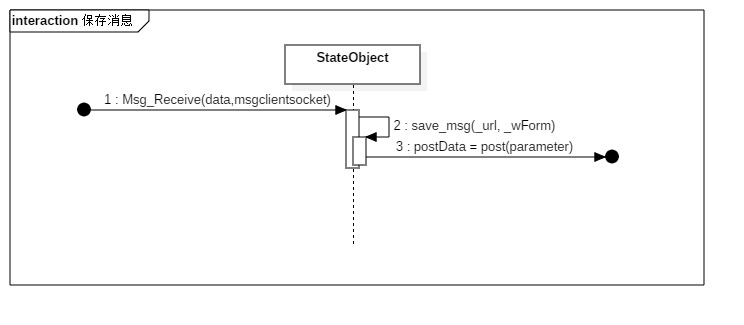 interaction 保存消息
StateObject
1 : Msg_Receive(data,msgclientsocket)
2 : save_msg(_url, _wForm)
3 : postData = post(parameter)